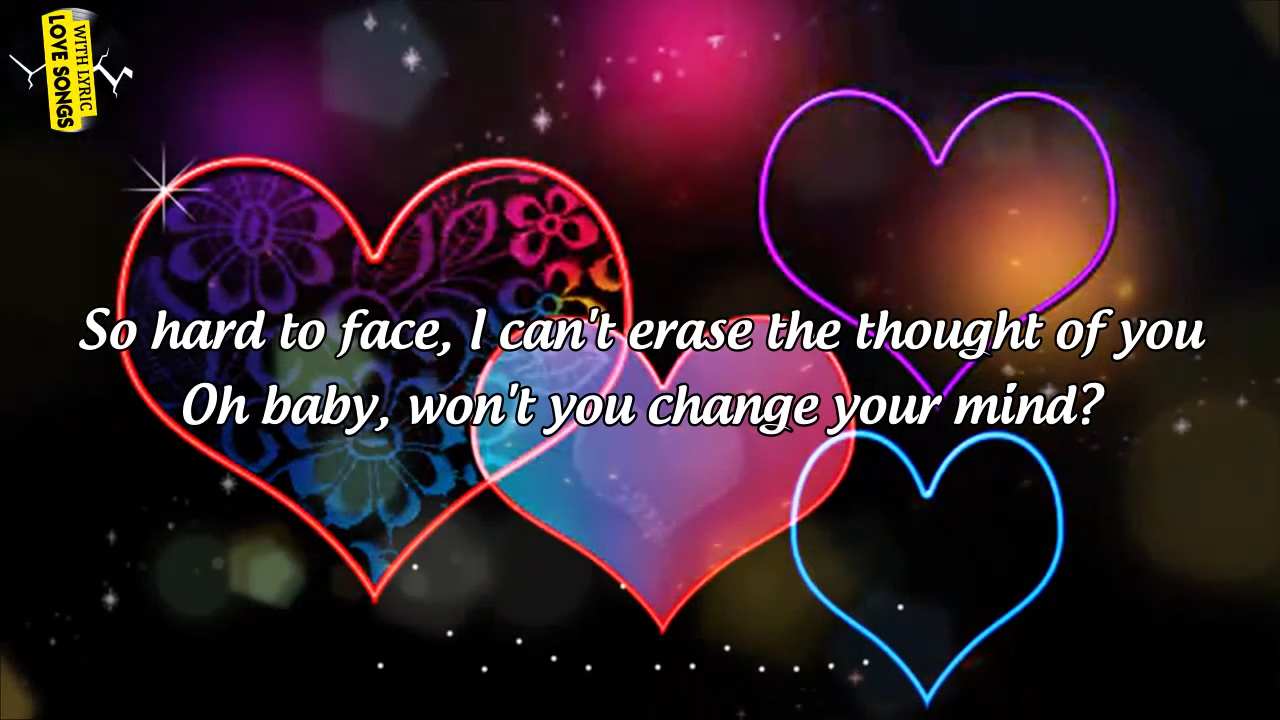 LOVE SONGS
WITH LYRIC
So hard to face, I can't erase the thought of you
Oh baby, won't you change your mind?